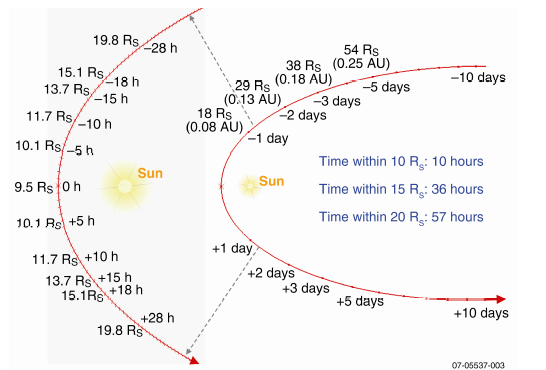 19.8 Rs
-28 h
15.1 Rs
-18 h
13.7 Rs
-15 h
11.7 Rs
-10 h
10.1 Rs
-5 h
9.5 Rs
0 h
Sun
10.1 Rs
+5 h
11.7 Rs
+10 h
13.7 Rs
+15 h
15.1Rs
+18 h
19.8 Rs
+28 h
54 Rs
(0.25 AU)
38 Rs
(0.18 AU)
29 Rs
(0.13 AU)
18 Rs
(0.08 AU)
-10 days
-5 days
-3 days
-2 days
-1 day
Sun
Time within 10 Rs: 10 hours
Time within 15 Rs: 36 hours
Time within 20 Rs: 57 hours
+1 day
+2 days
+3 days
+5 days
+10 days
07-05537-003